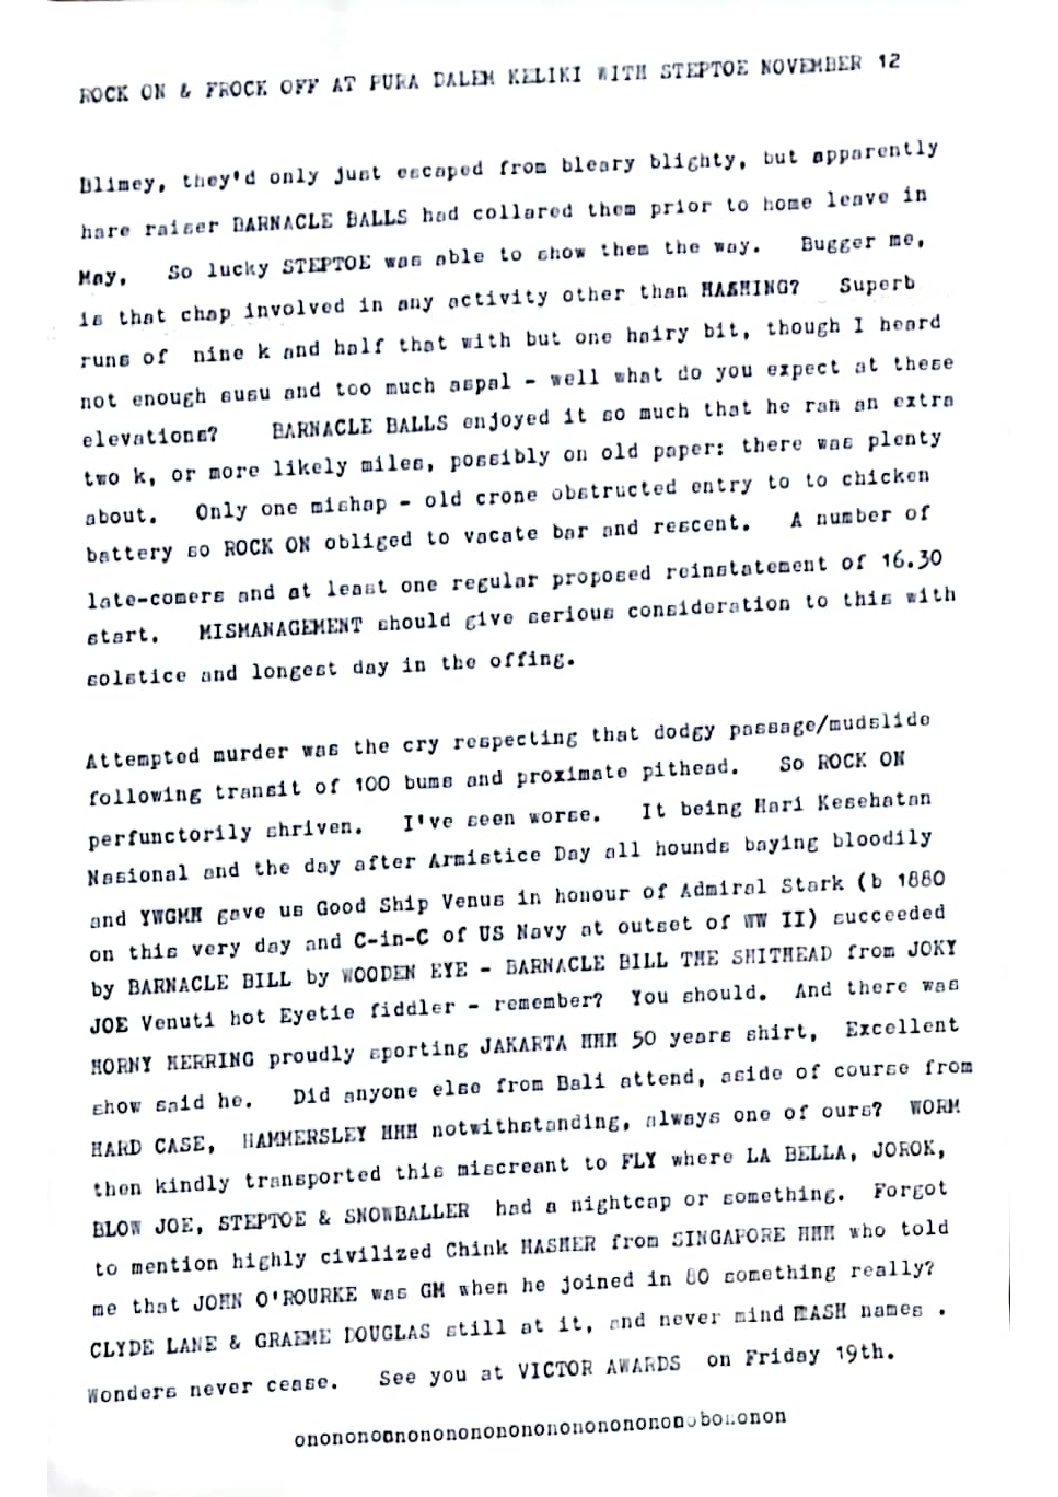 ROCK ON & FROCK OFF AT PURA DALEM KELIKI WITH STEPTOE NOVEMBER 12
Blimey, they'd only just escaped from bleary blighty, but apparently
hare raiser BARNACLE BALLS had collared them prior to home leave in
May. So lucky STEPTOE was able to show them the way. Bugger me,
is that chap involved in any activity other than HASHING? Superb
runs of nine k and half that with but one hairy bit, though I heard
not enough susu and too much aspal - well what do you expect at these
elevations? BARNACLE BALLS enjoyed it so much that he ran an extra
two k, or more likely miles, possibly on old paper: there was plenty
about. Only one mishap - old crone obstructed entry to to chicken
battery so ROCK ON obliged to vacate bar and rescent. A number of
late-comers and at least one regular proposed reinstatement of 16.30
start. MISMANAGEMENT should give serious consideration to this with
solstice and longest day in the offing.
Attempted murder was the cry respecting that dodgy passage/mudslide
following transit of 100 bums and proximate pithead. So ROCK ON
perfunctorily shriven. I've seen worse. It being Hari Kesehatan
Nasional and the day after Armistice Day all hounds baying bloodily
and YWGMH gave us Good Ship Venus in honour of Admiral Stark (b 1880
on this very day and C-in-C of US Navy at outset of WW II) succeeded
by BARNACLE BILL by WOODEN EYE - BARNACLE BILL THE SHITHEAD from JOKY
JOE Venuti hot Eyetie fiddler - remember? You should. And there was
HORNY HERRING proudly sporting JAKARTA HHH 50 years shirt, Excellent
show said he. Did anyone else from Bali attend, aside of course from
HARD CASE, HAMMERSLEY HHH notwithstanding, always one of ours? WORM
then kindly transported this miscreant to FLY where LA BELLA, JOROK,
BLOW JOE, STEPTOE & SNOWBALLER had a nightcap or something. Forgot
to mention highly civilized Chink HASHER from SINGAPORE HHH who told
me that JOHN O'ROURKE was GM when he joined in 80 something really?
CLYDE LANE & GRAEME DOUGLAS still at it, and never mind HASH names .
Wonders never cease. See you at VICTOR AWARDS on Friday 19th.